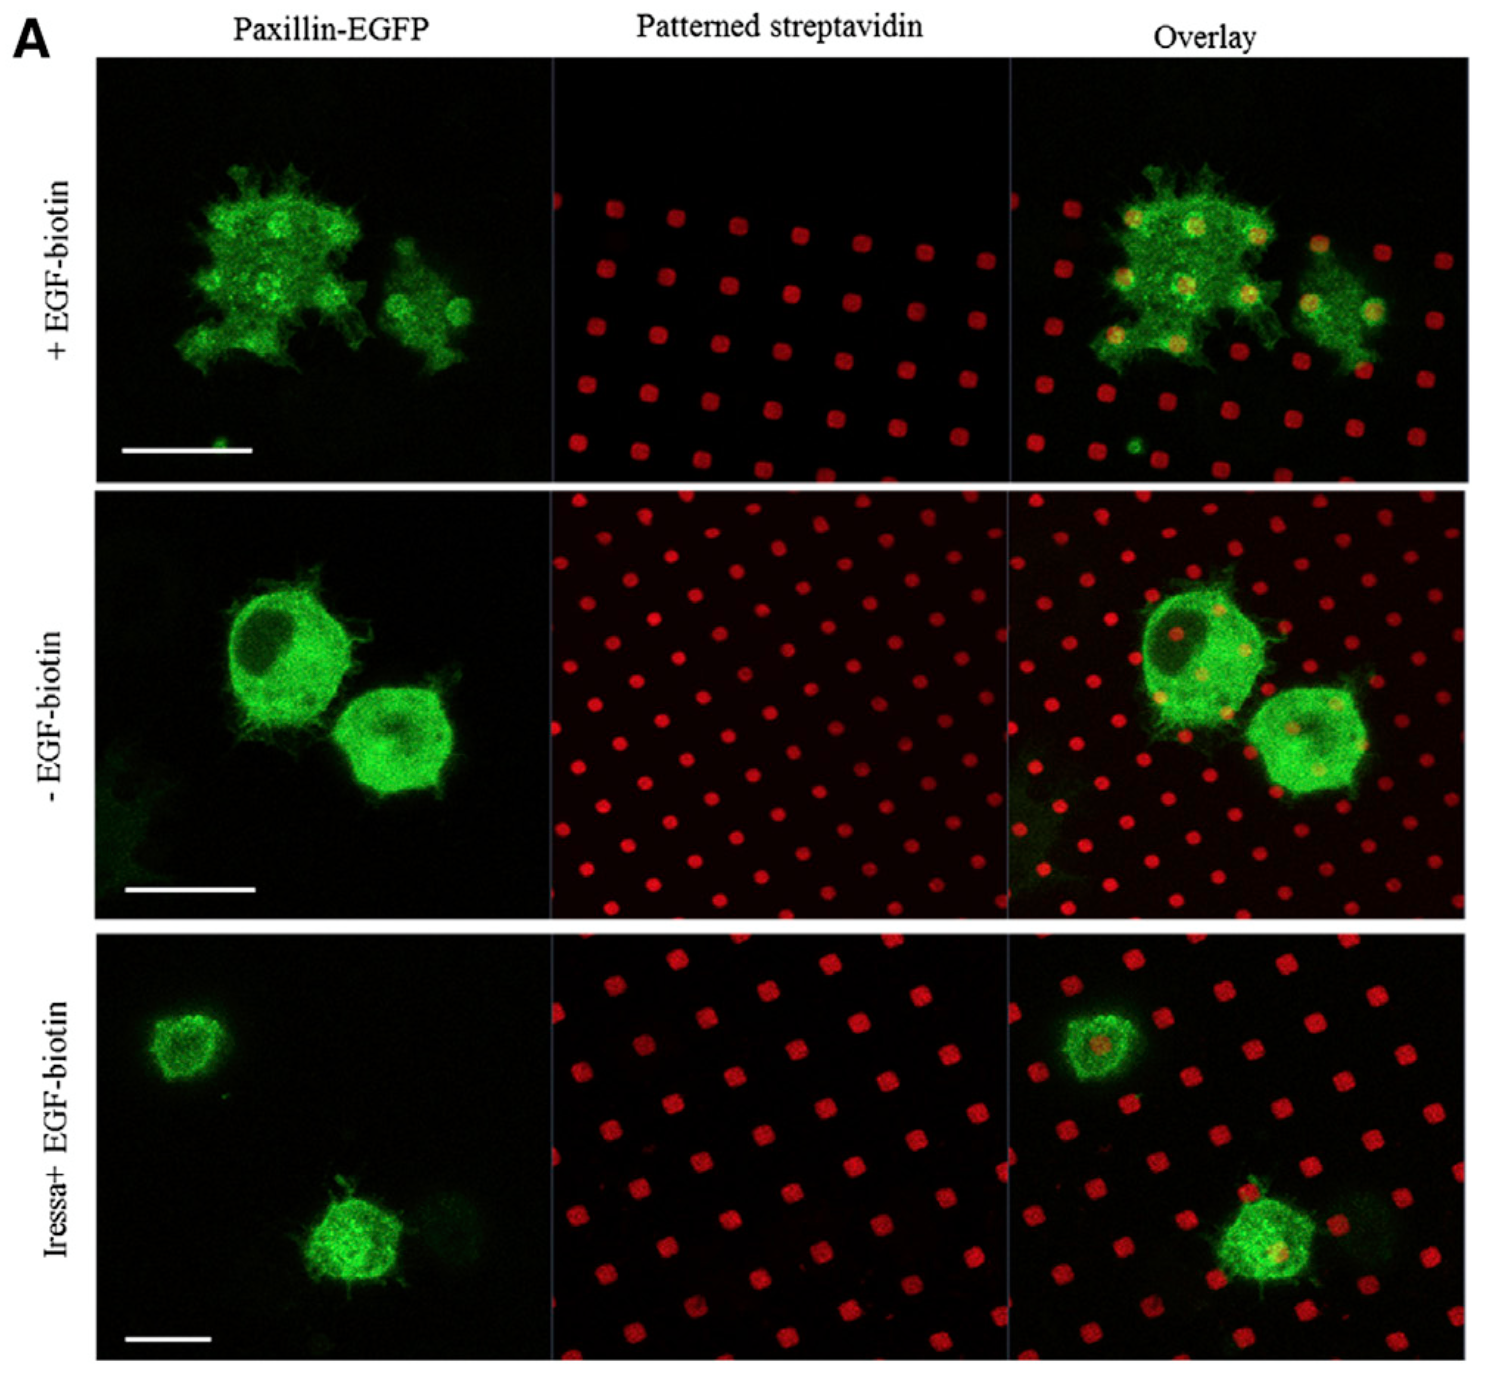 A
Paxillin-EGFP
Patterned streptavidin
Overlay
+ EGF-biotin
- EGF-biotin
Iressa+ EGF-biotin